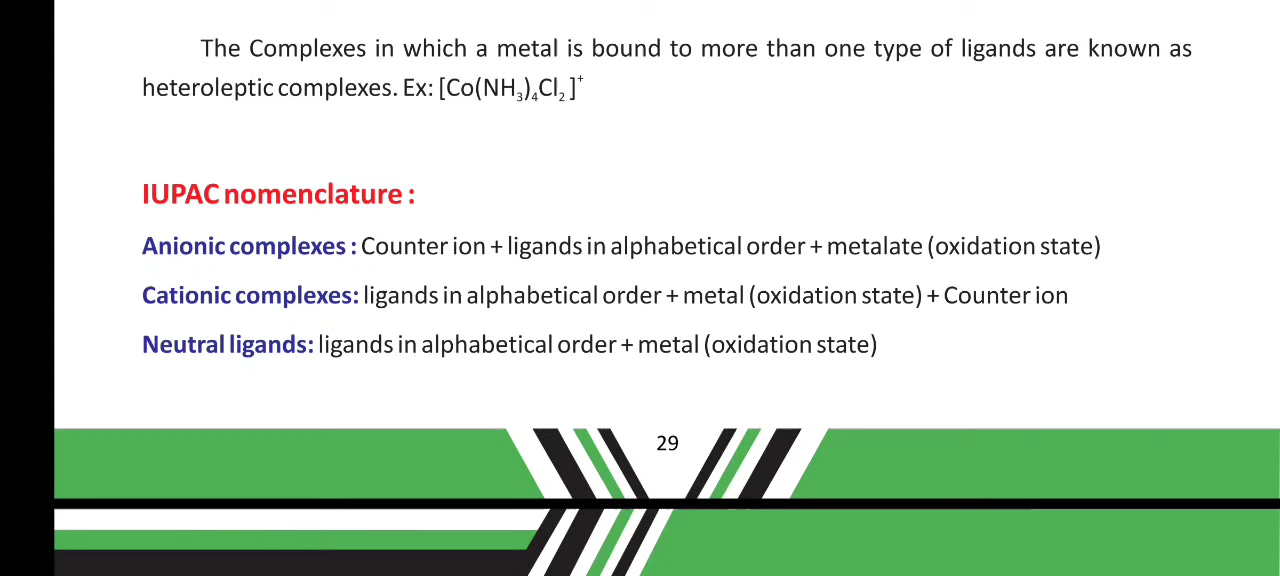 The Complexes in which a metal is bound to more than one type of ligands are known as
heteroleptic complexes. Ex: [Co(NH₃)₄Cl₂]⁺
IUPAC nomenclature :
Anionic complexes : Counter ion + ligands in alphabetical order + metalate (oxidation state)
Cationic complexes: ligands in alphabetical order + metal (oxidation state) + Counter ion
Neutral ligands: ligands in alphabetical order + metal (oxidation state)
29